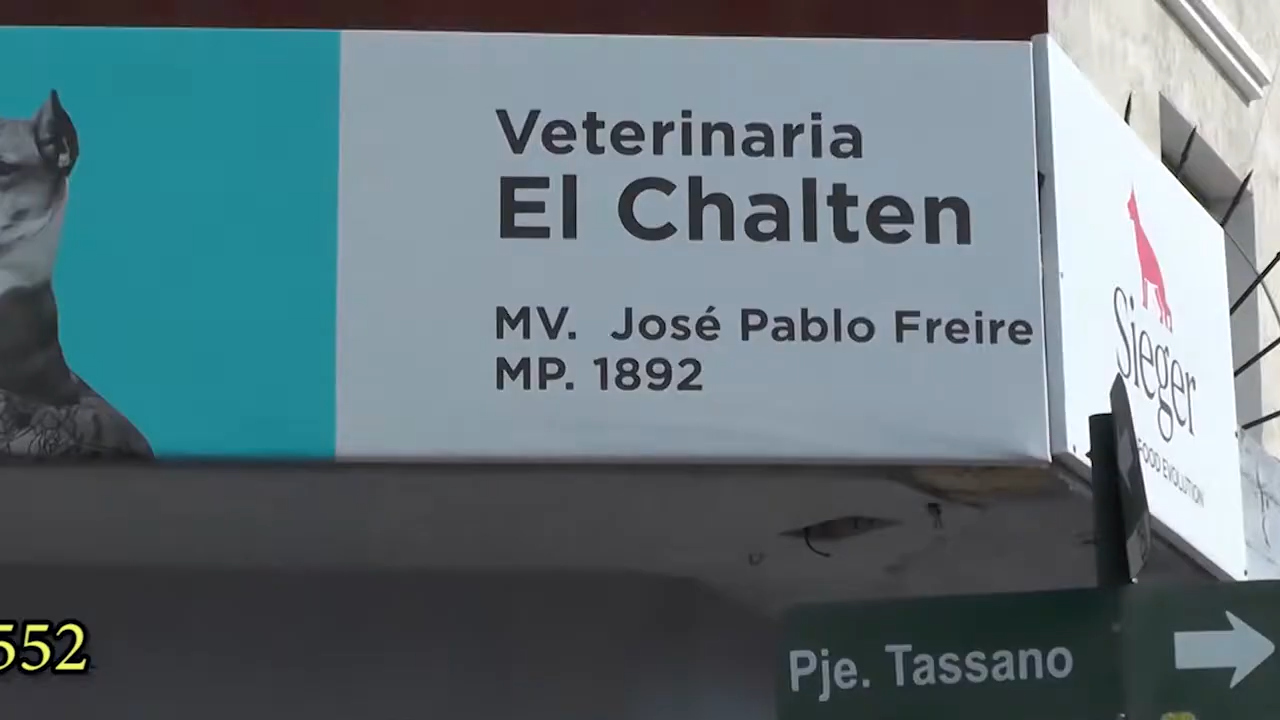 Veterinaria
El Chalten
MV. José Pablo Freire
MP. 1892
Sieger
FOOD EVOLUTION
552
Pje. Tassano